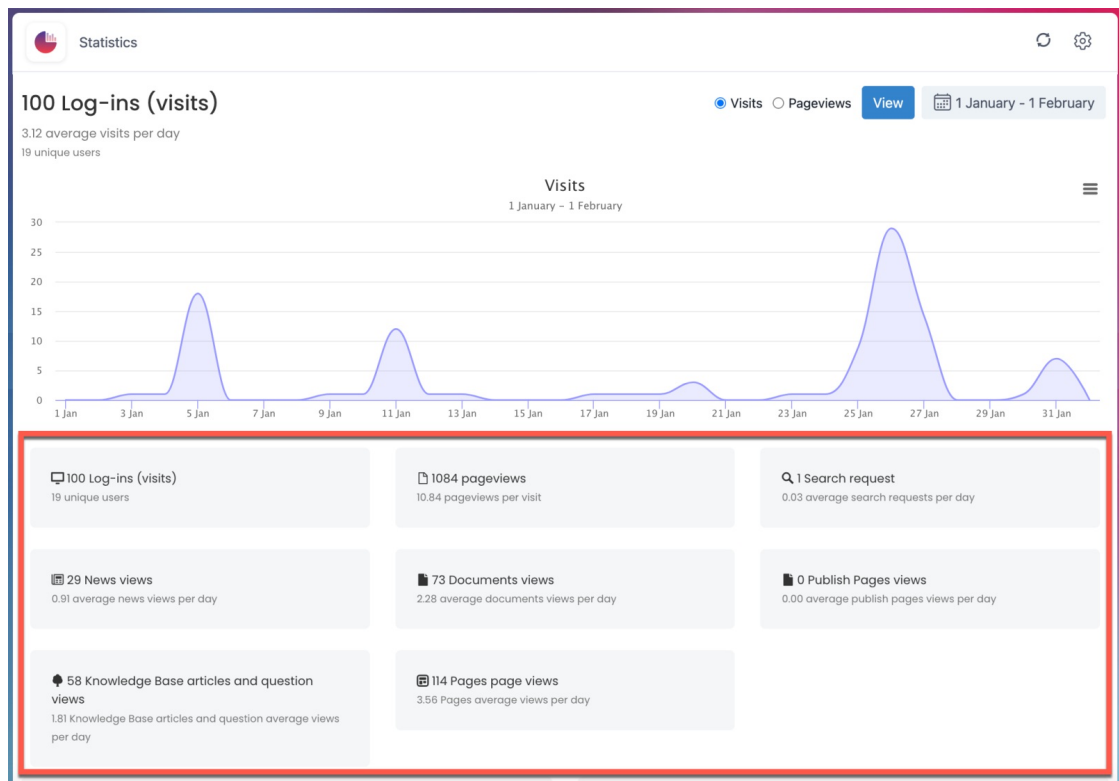 Statistics
100 Log-ins (visits)
Visits
Pageviews
View
1 January - 1 February
3.12 average visits per day
19 unique users
Visits
1 January - 1 February
30
25
20
15
10
5
0
1 Jan 3 Jan 5 Jan 7 Jan 9 Jan 11 Jan 13 Jan 15 Jan 17 Jan 19 Jan 21 Jan 23 Jan 25 Jan 27 Jan 29 Jan 31 Jan
100 Log-ins (visits)
19 unique users
1084 pageviews
10.84 pageviews per visit
1 Search request
0.03 average search requests per day
29 News views
0.91 average news views per day
73 Documents views
2.28 average documents views per day
0 Publish Pages views
0.00 average publish pages views per day
58 Knowledge Base articles and question
views
1.81 Knowledge Base articles and question average views
per day
114 Pages page views
3.56 Pages average views per day